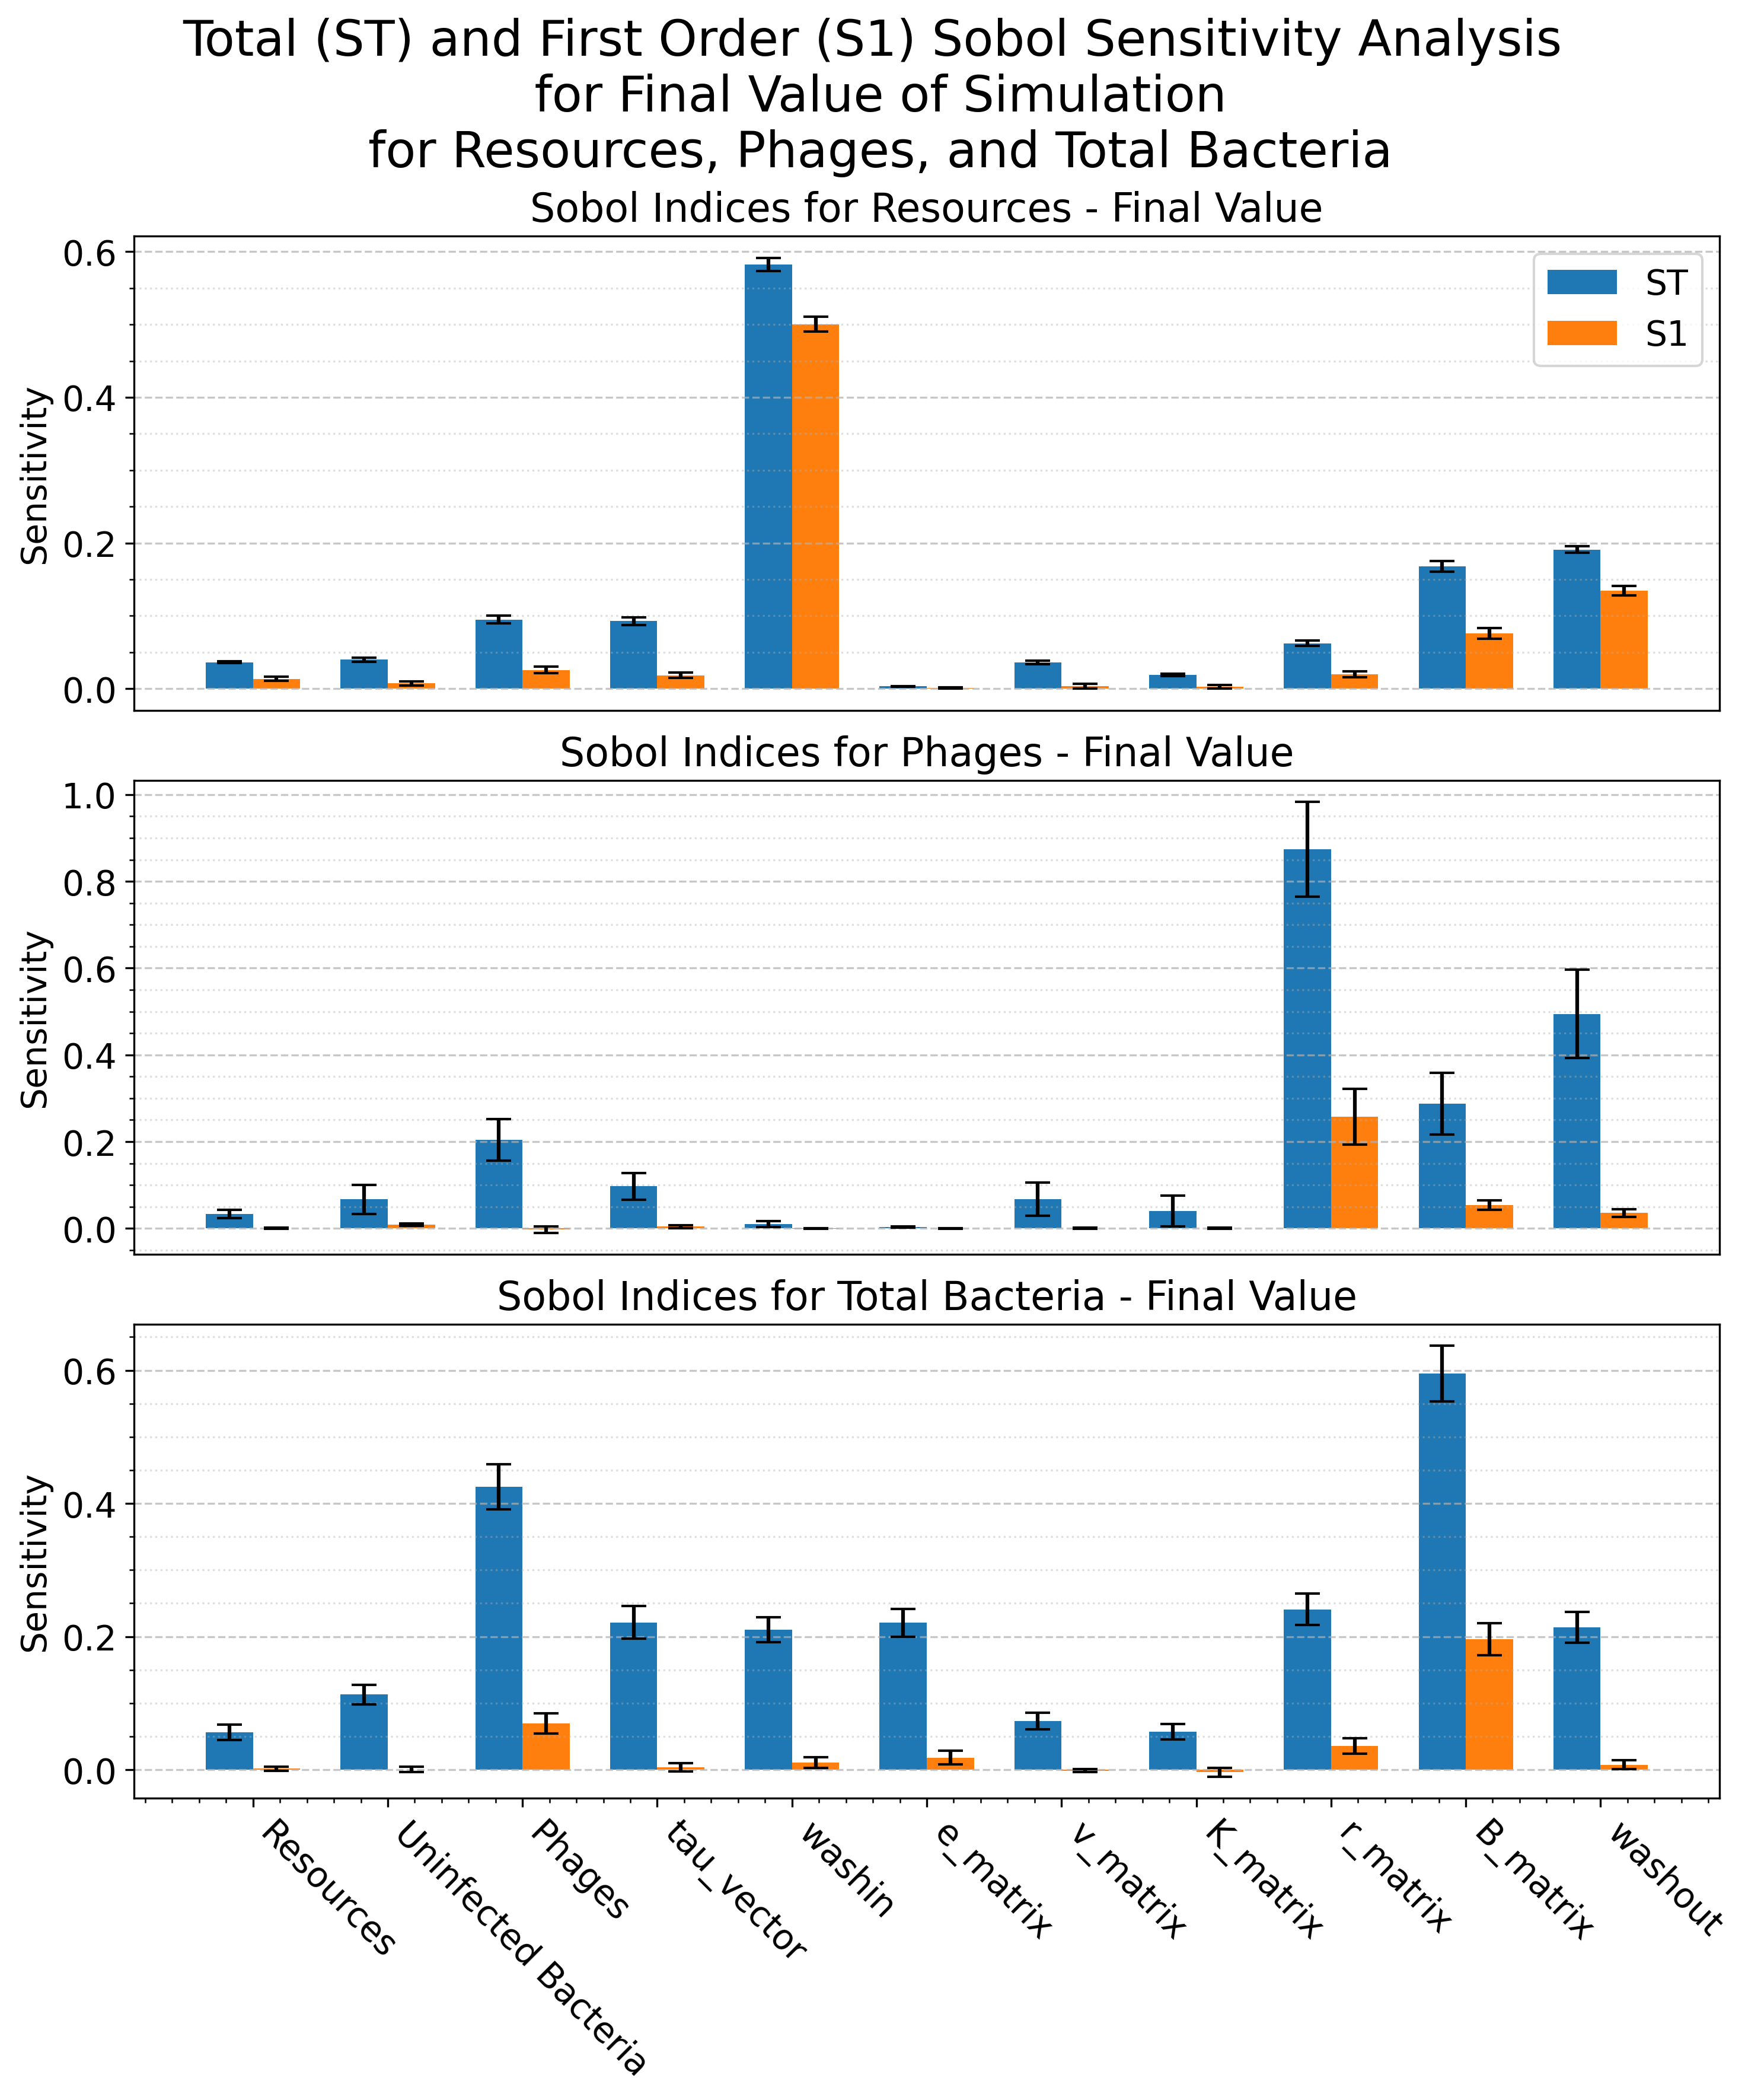 Total (ST) and First Order (S1) Sobol Sensitivity Analysis
for Final Value of Simulation
for Resources, Phages, and Total Bacteria
Sobol Indices for Resources - Final Value
0.6
0.4
0.2
0.0
Sensitivity
ST
S1
Sobol Indices for Phages - Final Value
1.0
0.8
0.6
0.4
0.2
0.0
Sensitivity
Sobol Indices for Total Bacteria - Final Value
0.6
0.4
0.2
0.0
Sensitivity
Resources
Uninfected Bacteria
Phages
tau_vector
washin
e_matrix
v_matrix
K_matrix
r_matrix
B_matrix
washout